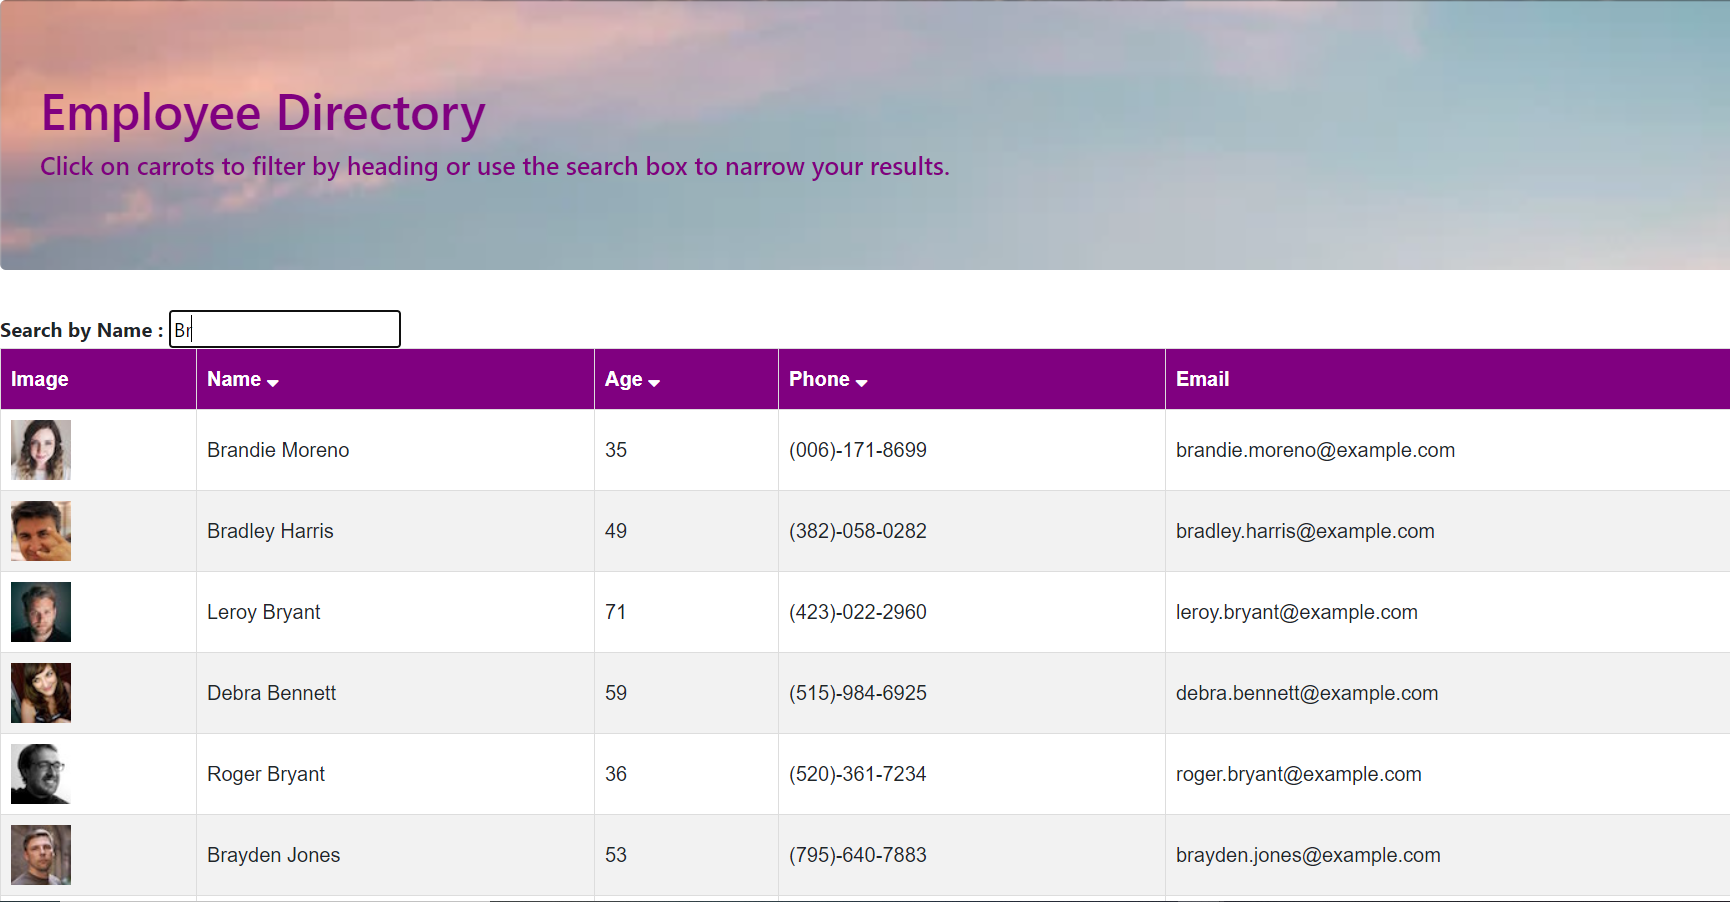 Employee Directory
Click on carrots to filter by heading or use the search box to narrow your results.
Search by Name : Br
Image Name Age Phone Email
Brandie Moreno 35 (006)-171-8699 brandie.moreno@example.com
Bradley Harris 49 (382)-058-0282 bradley.harris@example.com
Leroy Bryant 71 (423)-022-2960 leroy.bryant@example.com
Debra Bennett 59 (515)-984-6925 debra.bennett@example.com
Roger Bryant 36 (520)-361-7234 roger.bryant@example.com
Brayden Jones 53 (795)-640-7883 brayden.jones@example.com